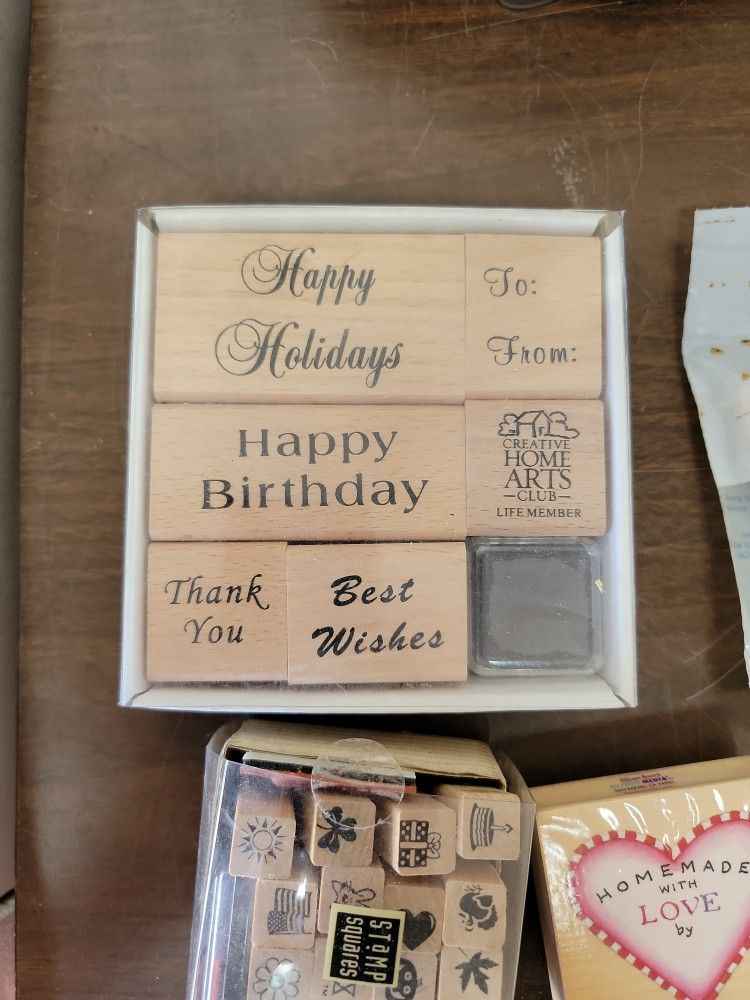 Happy
Holidays
To:
From:
Happy
Birthday
CREATIVE
HOME
ARTS
CLUB
LIFE MEMBER
Thank
You
Best
Wishes
STAMP
squares
HOMEMADE
WITH
LOVE
by